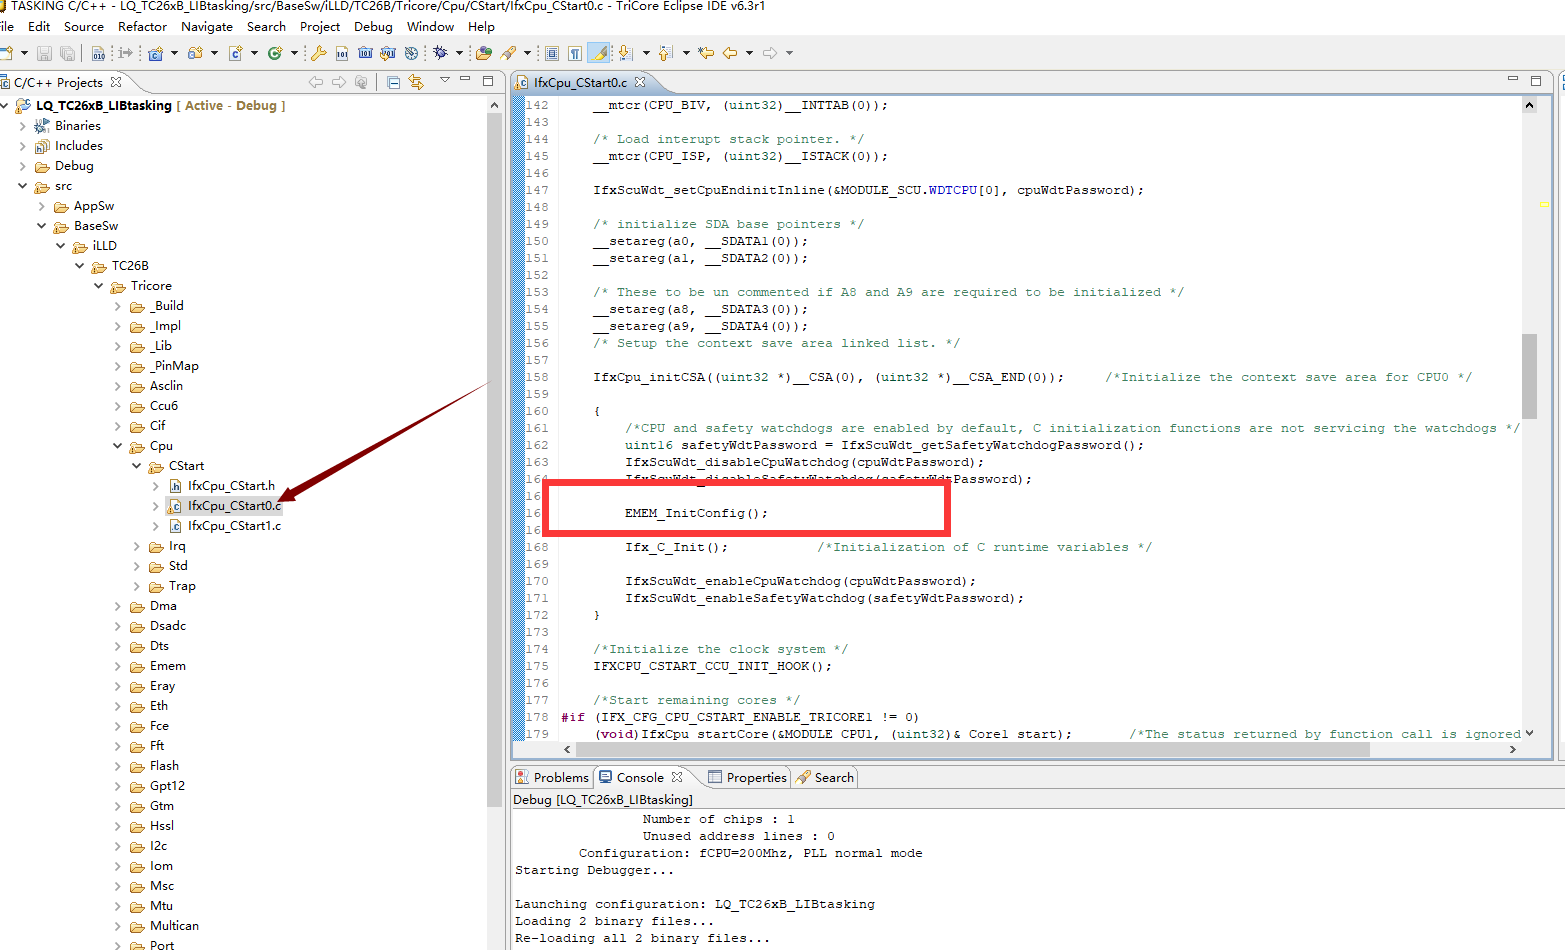 TASKING C/C++ - LQ_TC26xB_LIBtasking/src/BaseSw/iLLD/TC26B/Tricore/Cpu/CStart/IfxCpu_CStart0.c - TriCore Eclipse IDE v6.3r1
ile Edit Source Refactor Navigate Search Project Debug Window Help
C/C++ Projects
LQ_TC26xB_LIBtasking [ Active - Debug ]
Binaries
Includes
Debug
src
AppSw
BaseSw
iLLD
TC26B
Tricore
_Build
_Impl
_Lib
_PinMap
Asclin
Ccu6
Cif
Cpu
CStart
IfxCpu_CStart.h
IfxCpu_CStart0.c
IfxCpu_CStart1.c
Irq
Std
Trap
Dma
Dsadc
Dts
Emem
Eray
Eth
Fce
Fft
Flash
Gpt12
Gtm
Hssl
I2c
Iom
Msc
Mtu
Multican
Port
IfxCpu_CStart0.c
142 __mtcr(CPU_BIV, (uint32)__INTTAB(0));
143
144 /* Load interupt stack pointer. */
145 __mtcr(CPU_ISP, (uint32)__ISTACK(0));
146
147 IfxScuWdt_setCpuEndinitInline(&MODULE_SCU.WDTCPU[0], cpuWdtPassword);
148
149 /* initialize SDA base pointers */
150 __setareg(a0, __SDATA1(0));
151 __setareg(a1, __SDATA2(0));
152
153 /* These to be un commented if A8 and A9 are required to be initialized */
154 __setareg(a8, __SDATA3(0));
155 __setareg(a9, __SDATA4(0));
156 /* Setup the context save area linked list. */
157
158 IfxCpu_initCSA((uint32 *)__CSA(0), (uint32 *)__CSA_END(0)); /*Initialize the context save area for CPU0 */
159
160 {
161 /*CPU and safety watchdogs are enabled by default, C initialization functions are not servicing the watchdogs */
162 uint16 safetyWdtPassword = IfxScuWdt_getSafetyWatchdogPassword();
163 IfxScuWdt_disableCpuWatchdog(cpuWdtPassword);
164 IfxScuWdt_disableSafetyWatchdog(safetyWdtPassword);
16
16 EMEM_InitConfig();
16
168 Ifx_C_Init(); /*Initialization of C runtime variables */
169
170 IfxScuWdt_enableCpuWatchdog(cpuWdtPassword);
171 IfxScuWdt_enableSafetyWatchdog(safetyWdtPassword);
172 }
173
174 /*Initialize the clock system */
175 IFXCPU_CSTART_CCU_INIT_HOOK();
176
177 /*Start remaining cores */
178 #if (IFX_CFG_CPU_CSTART_ENABLE_TRICORE1 != 0)
179 (void)IfxCpu_startCore(&MODULE_CPU1, (uint32)&_Core1_start); /*The status returned by function call is ignored
Problems Console Properties Search
Debug [LQ_TC26xB_LIBtasking]
Number of chips : 1
Unused address lines : 0
Configuration: fCPU=200Mhz, PLL normal mode
Starting Debugger...
Launching configuration: LQ_TC26xB_LIBtasking
Loading 2 binary files...
Re-loading all 2 binary files...